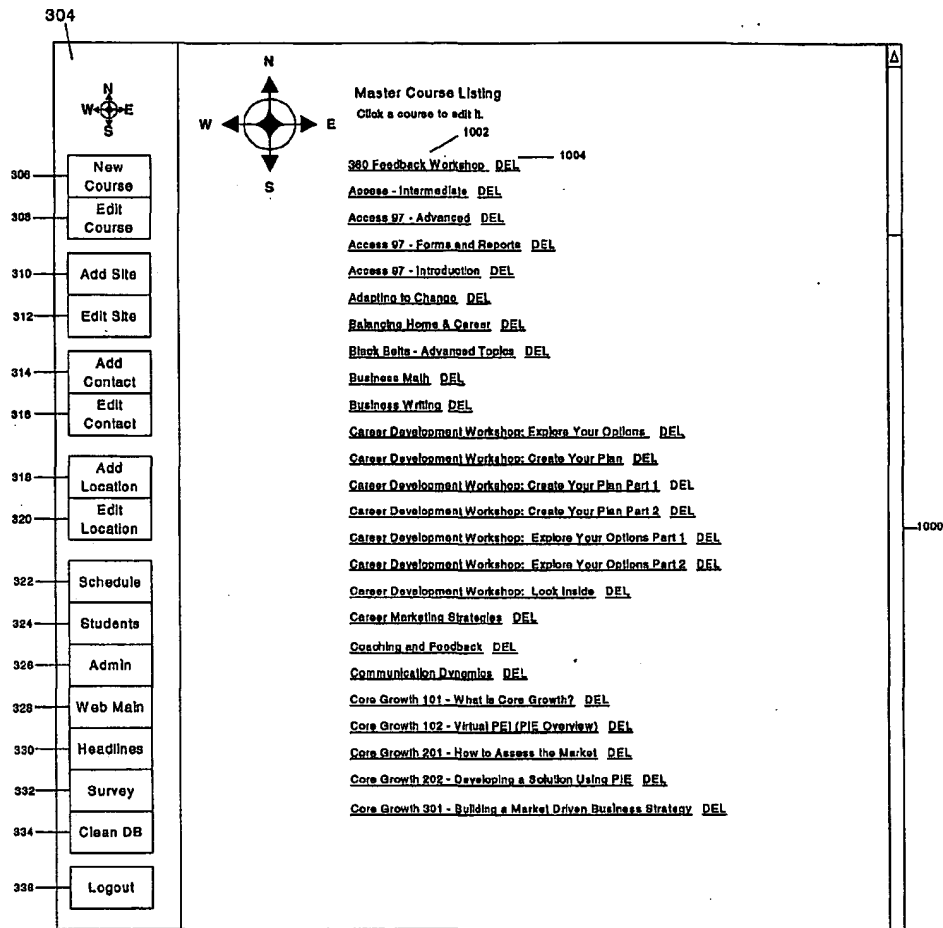 304
N
W E
S
306
New
Course
308
Edit
Course
310
Add Site
312
Edit Site
314
Add
Contact
316
Edit
Contact
318
Add
Location
320
Edit
Location
322
Schedule
324
Students
326
Admin
328
Web Main
330
Headlines
332
Survey
334
Clean DB
338
Logout
N
W E
S
Master Course Listing
Click a course to edit it.
1002
360 Feedback Workshop DEL 1004
Access - Intermediate DEL
Access 97 - Advanced DEL
Access 97 - Forms and Reports DEL
Access 97 - Introduction DEL
Adapting to Change DEL
Balancing Home & Career DEL
Black Belts - Advanced Topics DEL
Business Math DEL
Business Writing DEL
Career Development Workshop: Explore Your Options DEL
Career Development Workshop: Create Your Plan DEL
Career Development Workshop: Create Your Plan Part 1 DEL
Career Development Workshop: Create Your Plan Part 2 DEL
1000
Career Development Workshop: Explore Your Options Part 1 DEL
Career Development Workshop: Explore Your Options Part 2 DEL
Career Development Workshop: Look Inside DEL
Career Marketing Strategies DEL
Coaching and Feedback DEL
Communication Dynamics DEL
Core Growth 101 - What is Core Growth? DEL
Core Growth 102 - Virtual PEI (PIE Overview) DEL
Core Growth 201 - How to Assess the Market DEL
Core Growth 202 - Developing a Solution Using PIE DEL
Core Growth 301 - Building a Market Driven Business Strategy DEL